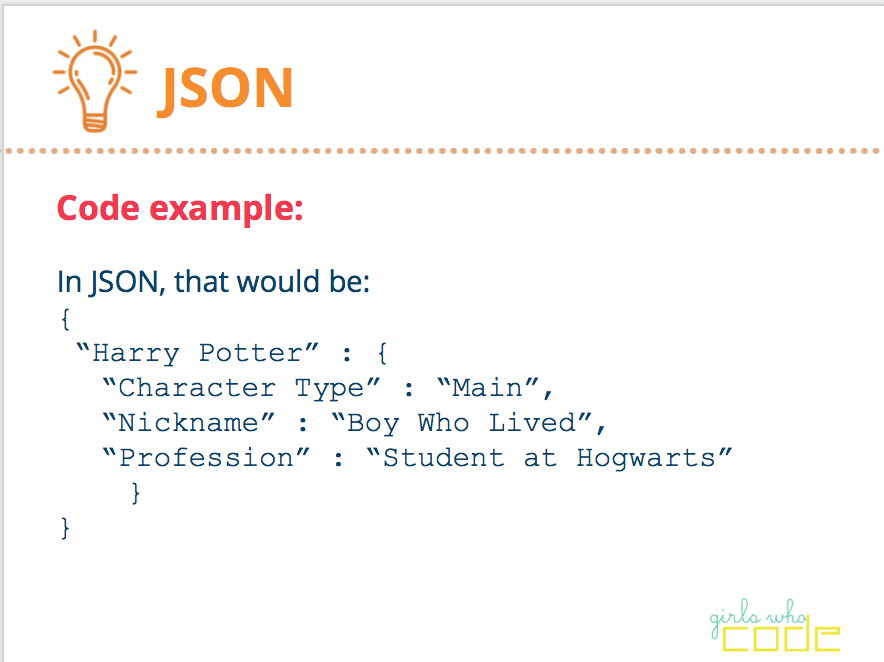 JSON
Code example:
In JSON, that would be:
{
“Harry Potter” : {
“Character Type” : “Main”,
“Nickname” : “Boy Who Lived”,
“Profession” : “Student at Hogwarts”
}
}
girls who
code